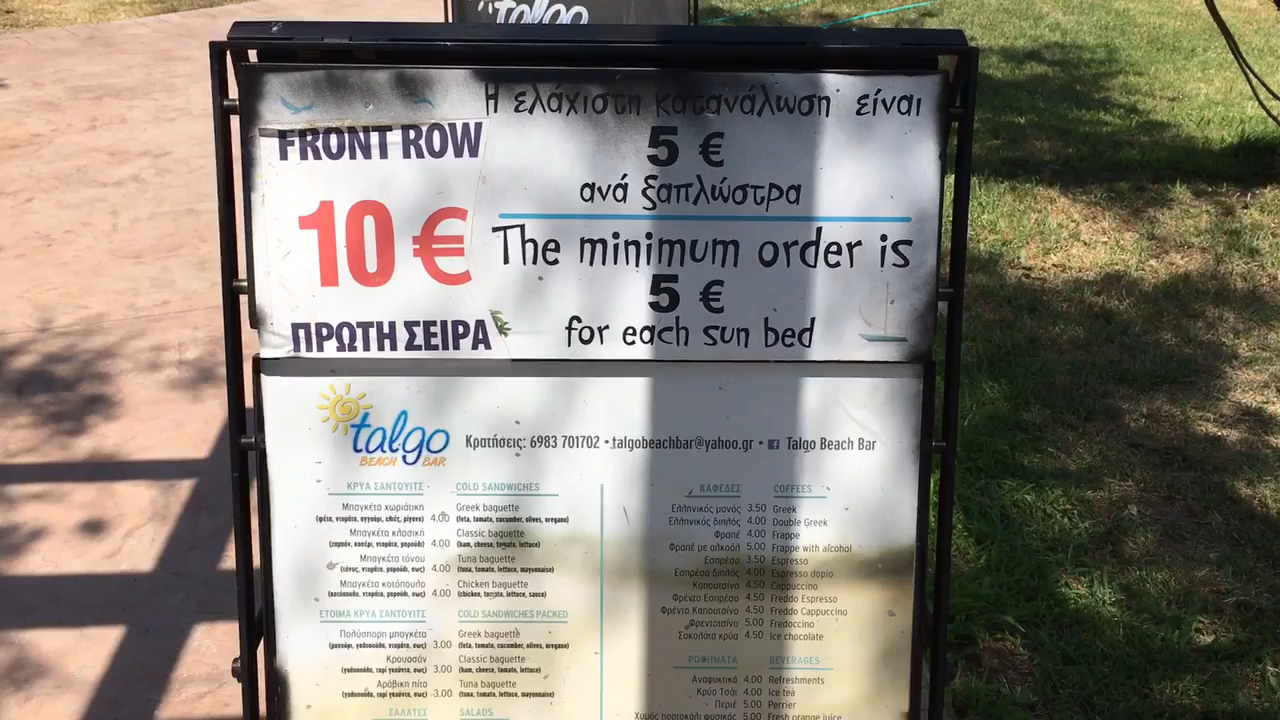 talgo
Η ελάχιστη κατανάλωση είναι
5 €
ανά ξαπλώστρα
The minimum order is
5 €
for each sun bed
FRONT ROW
10 €
ΠΡΩΤΗ ΣΕΙΡΑ
talgo
BEACH BAR
Κρατήσεις: 6983 701702 • talgobeachbar@yahoo.gr • Talgo Beach Bar
ΚΡΥΑ ΣΑΝΤΟΥΙΤΣ COLD SANDWICHES
Μπαγκέτα χωριάτικη Greek baguette
(φέτα, ντομάτα, αγγούρι, ελιές, ρίγανη) 4.00 (feta, tomato, cucumber, olives, oregano)
Μπαγκέτα κλασική Classic baguette
(ζαμπόν, κασέρι, ντομάτα, μαρούλι) 4.00 (ham, cheese, tomato, lettuce)
Μπαγκέτα τόνου Tuna baguette
(τόνος, ντομάτα, μαρούλι, σως) 4.00 (tuna, tomato, lettuce, mayonnaise)
Μπαγκέτα κοτόπουλο Chicken baguette
(κοτόπουλο, ντομάτα, μαρούλι, σως) 4.00 (chicken, tomato, lettuce, sauce)
ΕΤΟΙΜΑ ΚΡΥΑ ΣΑΝΤΟΥΙΤΣ COLD SANDWICHES PACKED
Πολύσπορη μπαγκέτα Greek baguette
3.00 (feta, tomato, cucumber, olives, oregano)
Κρουασάν Classic baguette
(γαλοπούλα, τυρί γκούντα, σως) 3.00 (ham, cheese, tomato, lettuce)
Αράβικη πίτα Tuna baguette
(γαλοπούλα, τυρί γκούντα, σως) 3.00 (tuna, tomato, lettuce, mayonnaise)
ΣΑΛΑΤΕΣ SALADS
ΚΑΦΕΔΕΣ COFFEES
Ελληνικός μονός 3.50 Greek
Ελληνικός διπλός 4.00 Double Greek
Φραπέ 4.00 Frappe
Φραπέ με αλκοόλ 5.00 Frappe with alcohol
Εσπρέσο 3.50 Espresso
Εσπρέσο διπλός 4.00 Espresso dopio
Καπουτσίνο 4.50 Cappuccino
Φρέντο Εσπρέσο 4.50 Freddo Espresso
Φρέντο Καπουτσίνο 4.50 Freddo Cappuccino
Φρεντοτσίνο 5.00 Fredoccino
Σοκολάτα κρύα 4.50 Ice chocolate
ΡΟΦΗΜΑΤΑ BEVERAGES
Αναψυκτικά 4.00 Refreshments
Κρύο Τσάι 4.00 Ice tea
Περιέ 5.00 Perrier
Χυμός πορτοκάλι φυσικός 5.00 Fresh orange juice